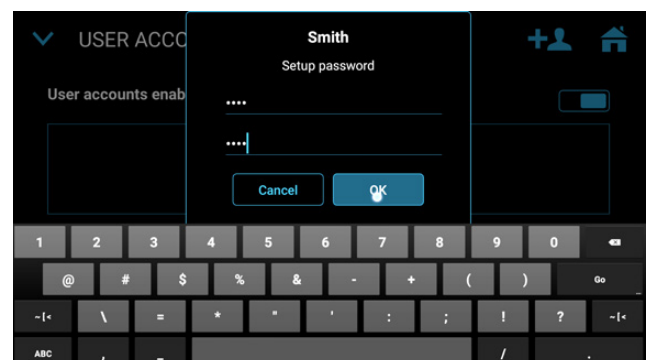 USER ACCO
Smith
Setup password
User accounts enab
••••
••••
Cancel
OK
1 2 3 4 5 6 7 8 9 0
@ # $ % & - + ( ) Go
~[< \ = * " ' : ; ! ? ~[<
ABC , _ / .